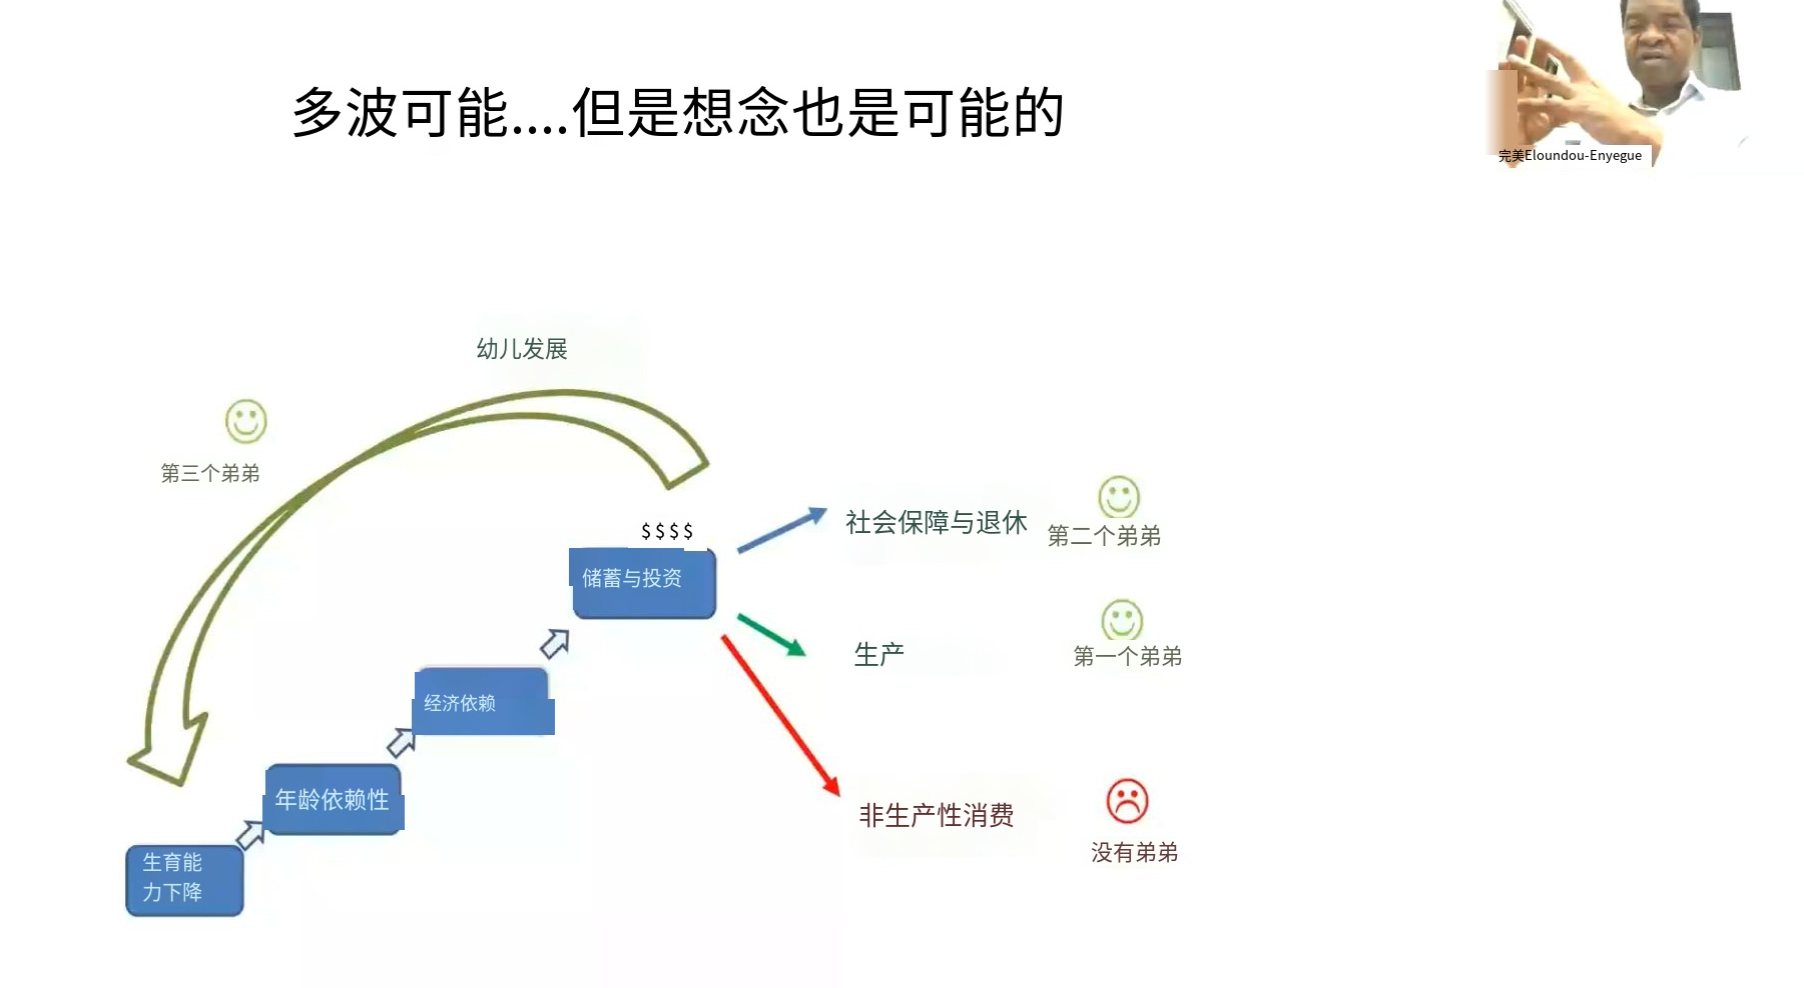 多波可能....但是想念也是可能的
完美Eloundou-Enyegue
幼儿发展
第三个弟弟
$$$$
储蓄与投资
社会保障与退休
第二个弟弟
生产
第一个弟弟
经济依赖
年龄依赖性
非生产性消费
没有弟弟
生育能
力下降